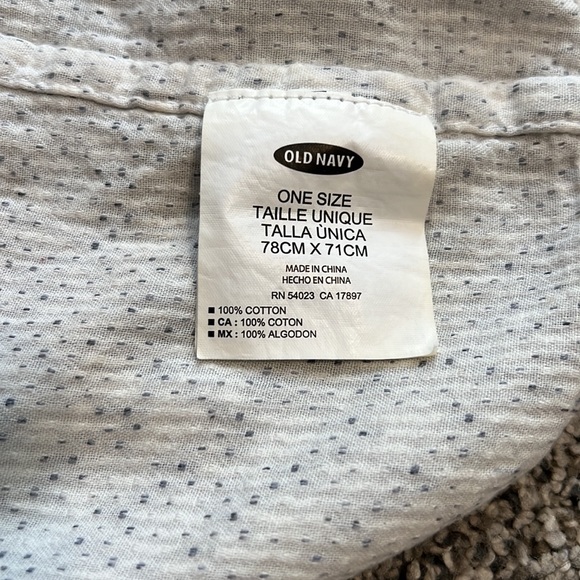 OLD NAVY
ONE SIZE
TAILLE UNIQUE
TALLA ÙNICA
78CM X 71CM
MADE IN CHINA
HECHO EN CHINA
RN 54023 CA 17897
■ 100% COTTON
■ CA : 100% COTON
■ MX : 100% ALGODON